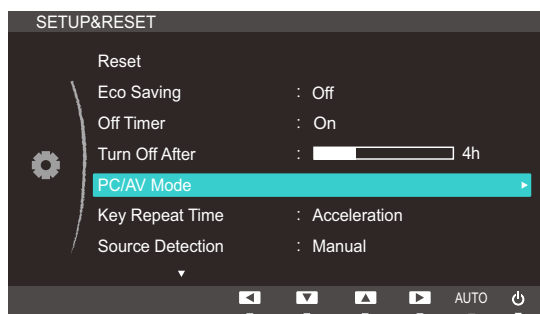 SETUP&RESET
Reset
Eco Saving : Off
Off Timer : On
Turn Off After : 4h
PC/AV Mode
Key Repeat Time : Acceleration
Source Detection : Manual
AUTO